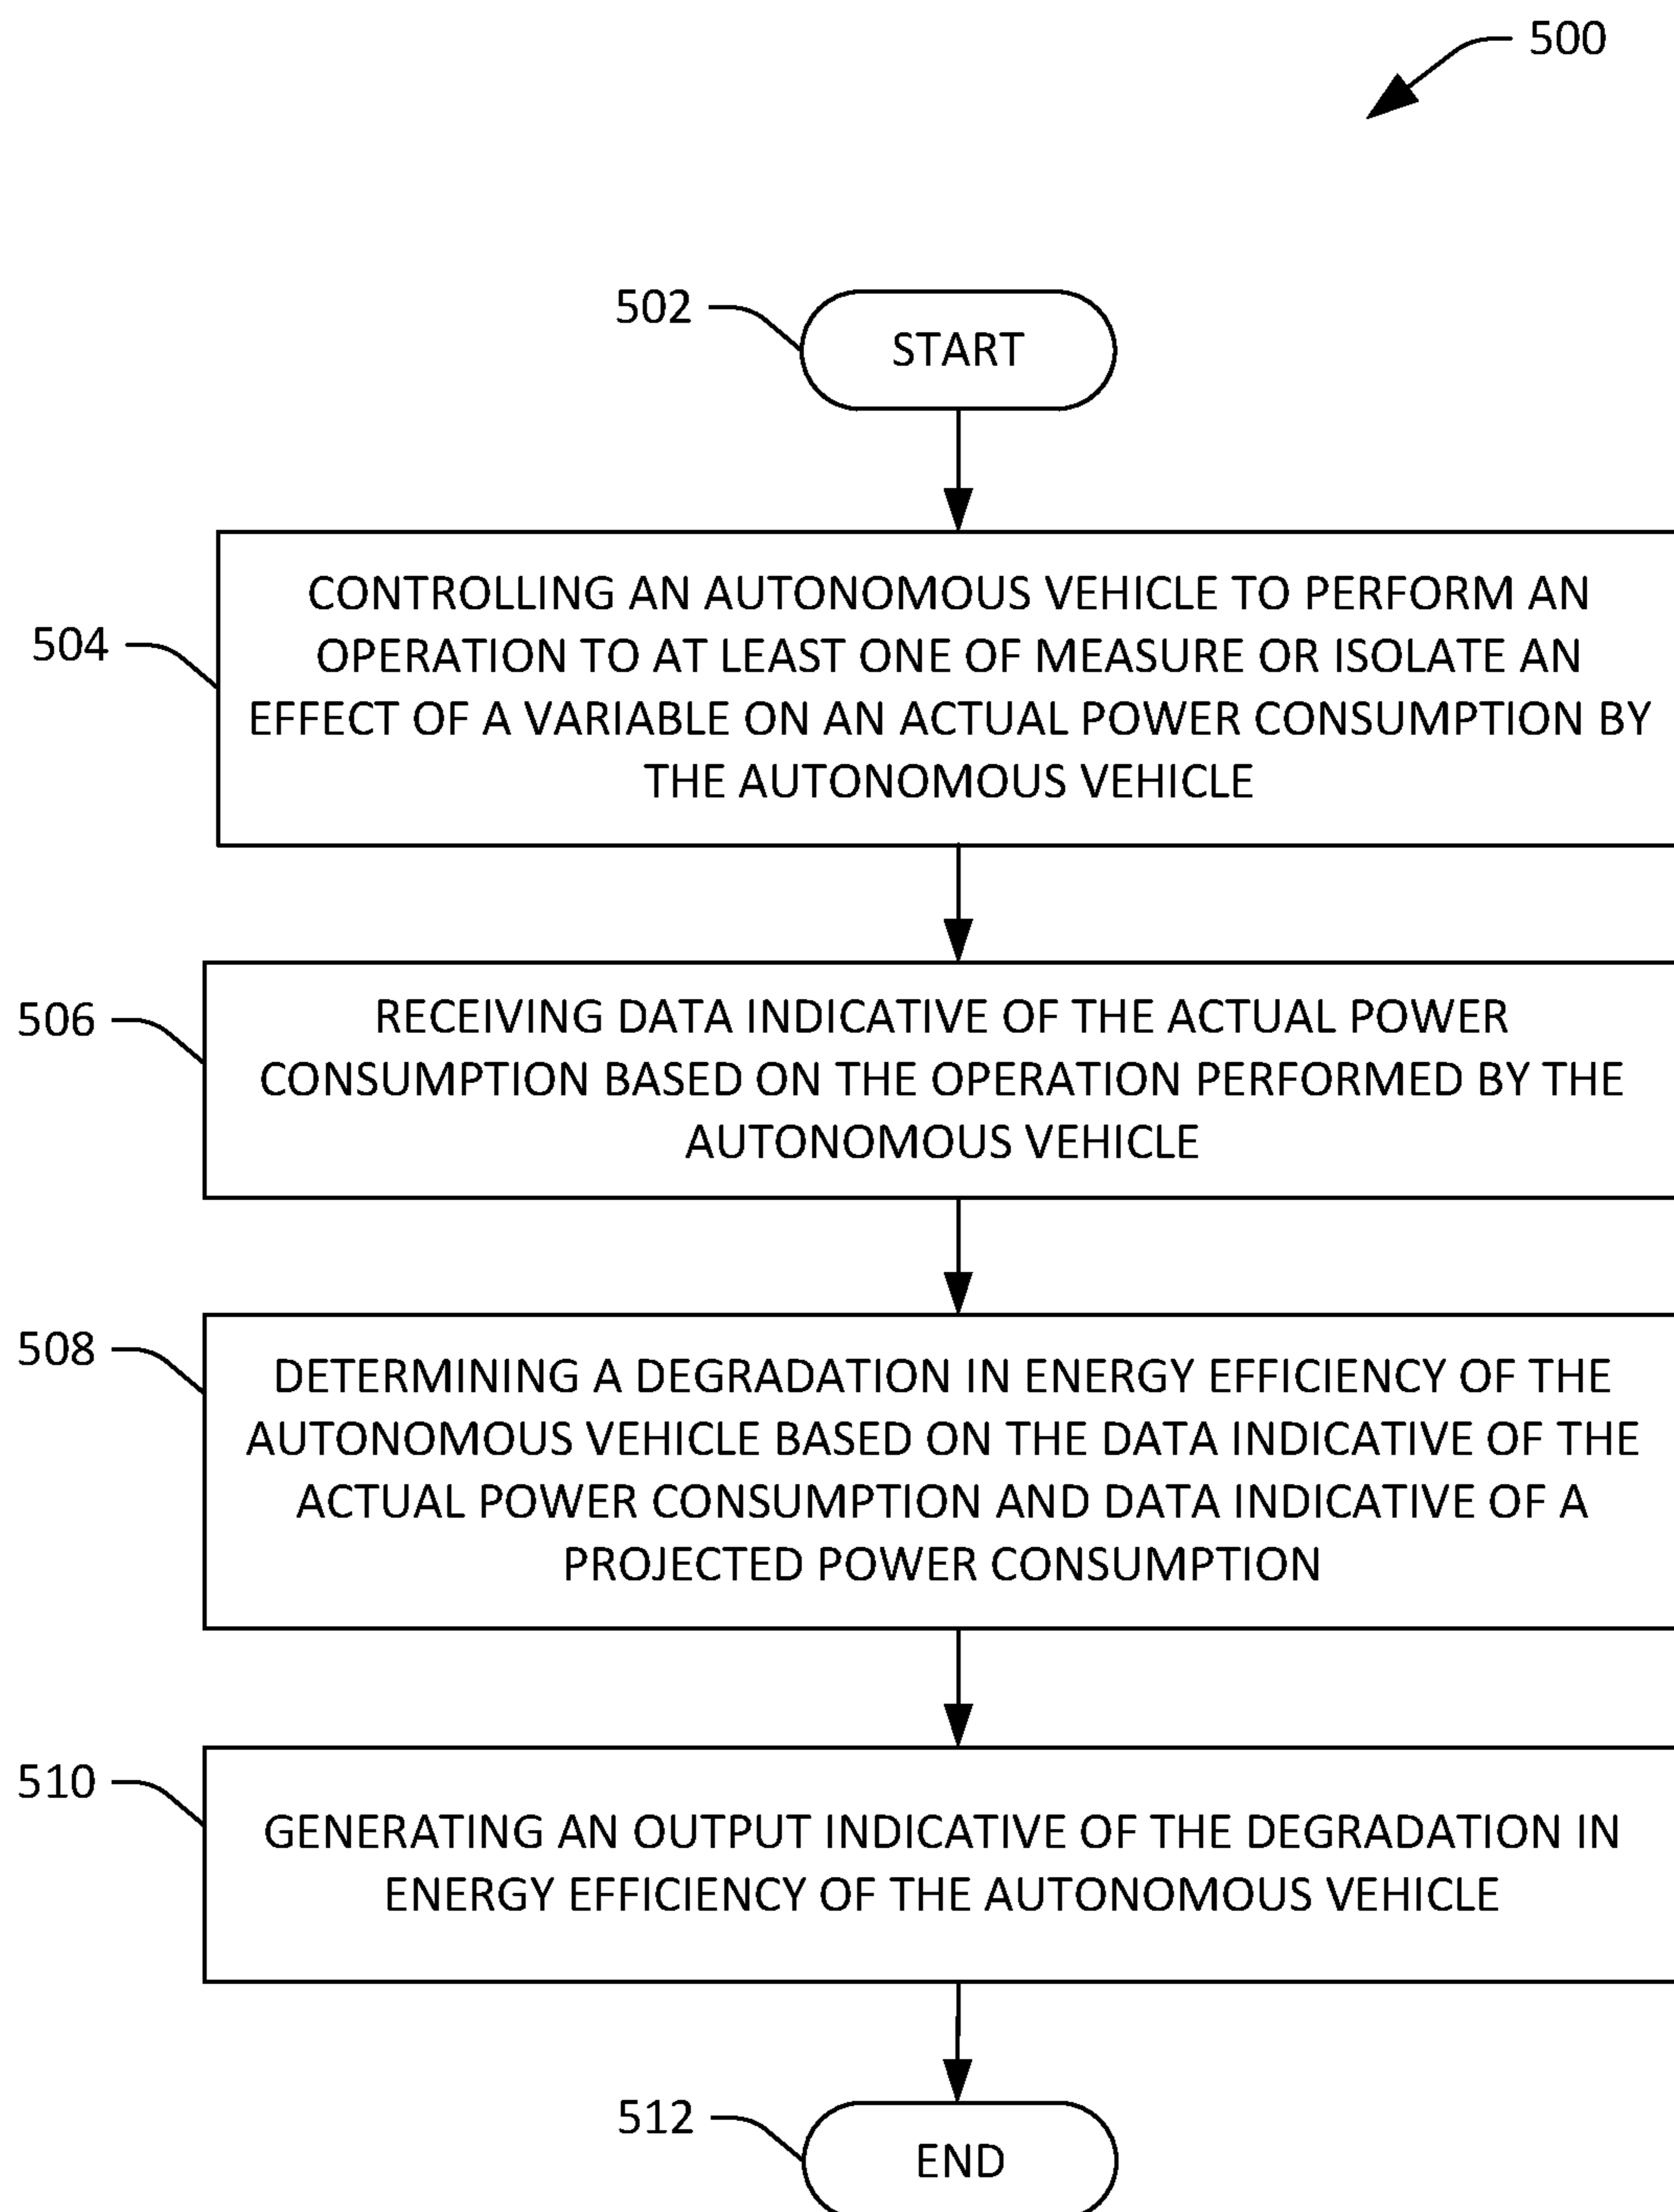 500
502
START
504
CONTROLLING AN AUTONOMOUS VEHICLE TO PERFORM AN
OPERATION TO AT LEAST ONE OF MEASURE OR ISOLATE AN
EFFECT OF A VARIABLE ON AN ACTUAL POWER CONSUMPTION BY
THE AUTONOMOUS VEHICLE
506
RECEIVING DATA INDICATIVE OF THE ACTUAL POWER
CONSUMPTION BASED ON THE OPERATION PERFORMED BY THE
AUTONOMOUS VEHICLE
508
DETERMINING A DEGRADATION IN ENERGY EFFICIENCY OF THE
AUTONOMOUS VEHICLE BASED ON THE DATA INDICATIVE OF THE
ACTUAL POWER CONSUMPTION AND DATA INDICATIVE OF A
PROJECTED POWER CONSUMPTION
510
GENERATING AN OUTPUT INDICATIVE OF THE DEGRADATION IN
ENERGY EFFICIENCY OF THE AUTONOMOUS VEHICLE
512
END